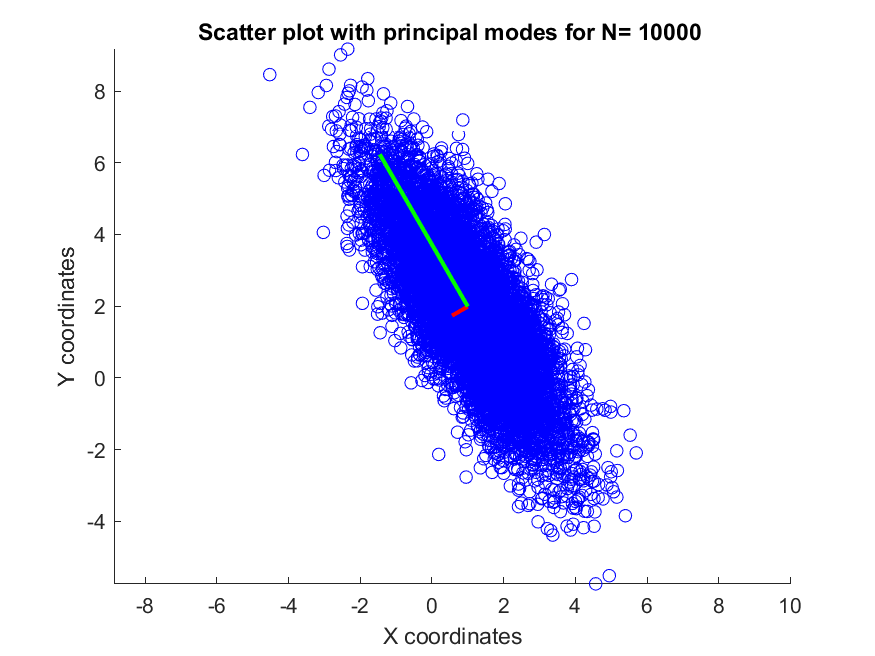 Scatter plot with principal modes for N= 10000
8
6
4
2
0
-2
-4
Y coordinates
-8 -6 -4 -2 0 2 4 6 8 10
X coordinates